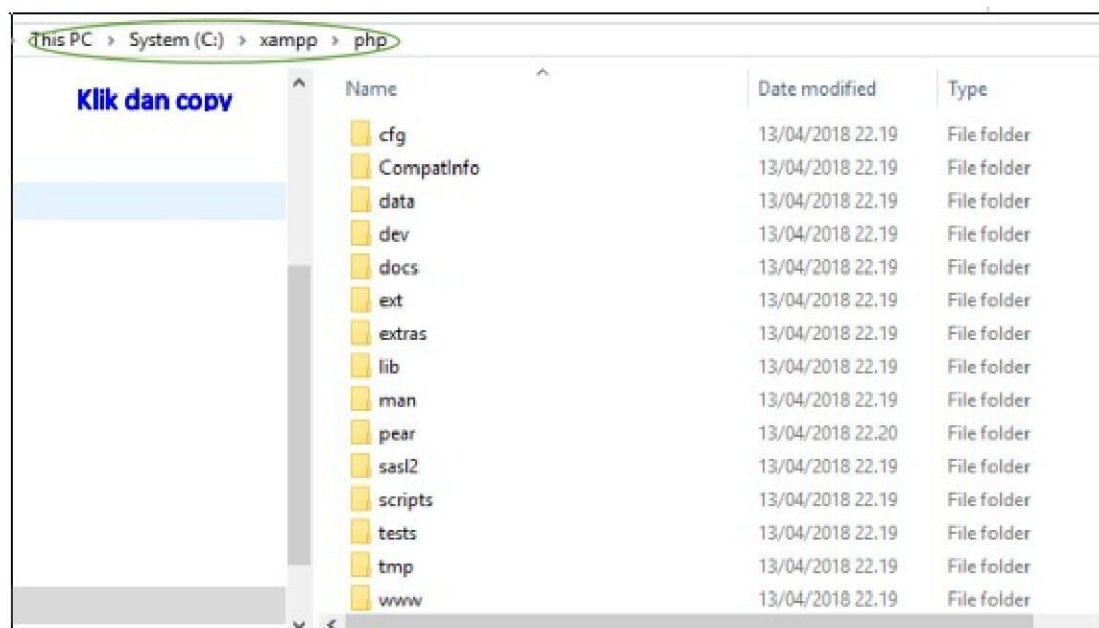 This PC > System (C:) > xampp > php
Klik dan copy
Name Date modified Type
cfg 13/04/2018 22.19 File folder
CompatInfo 13/04/2018 22.19 File folder
data 13/04/2018 22.19 File folder
dev 13/04/2018 22.19 File folder
docs 13/04/2018 22.19 File folder
ext 13/04/2018 22.19 File folder
extras 13/04/2018 22.19 File folder
lib 13/04/2018 22.19 File folder
man 13/04/2018 22.19 File folder
pear 13/04/2018 22.20 File folder
sasl2 13/04/2018 22.19 File folder
scripts 13/04/2018 22.19 File folder
tests 13/04/2018 22.19 File folder
tmp 13/04/2018 22.19 File folder
www 13/04/2018 22.19 File folder